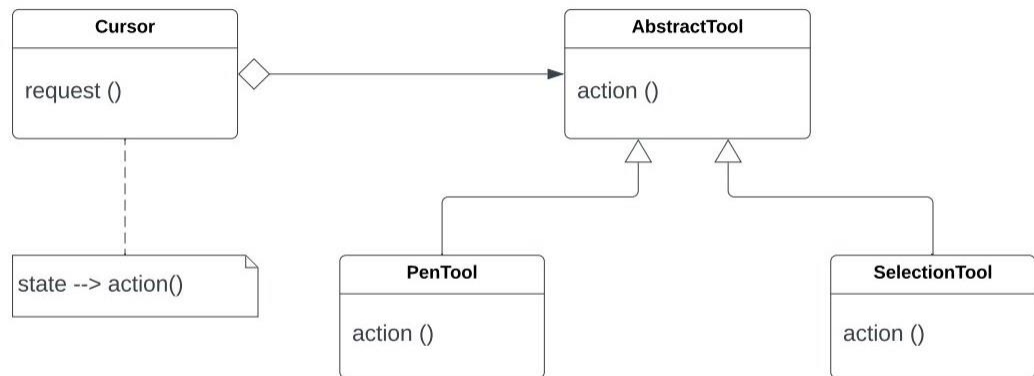 Cursor
request ()
AbstractTool
action ()
state --> action()
PenTool
action ()
SelectionTool
action ()